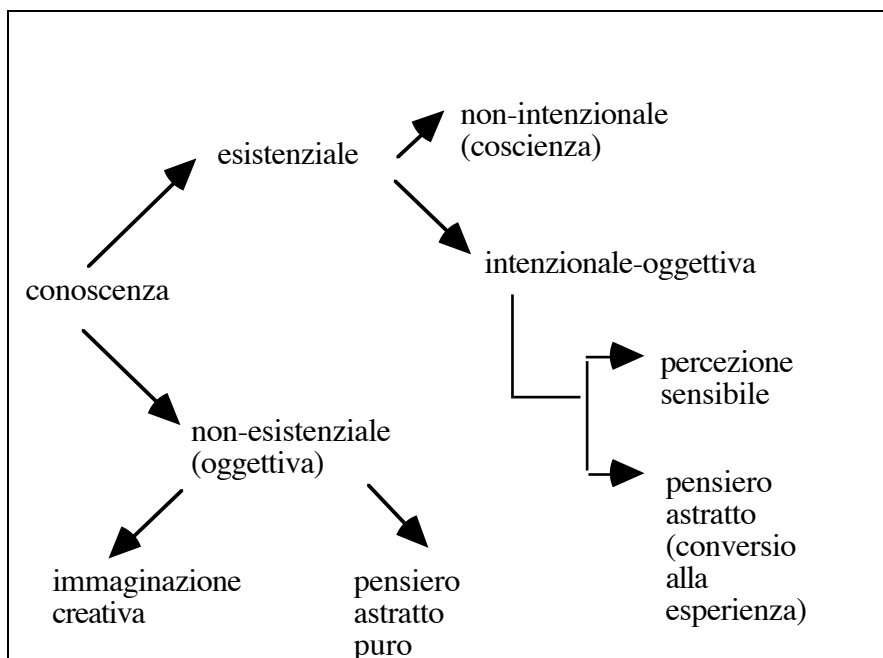 non-intenzionale
(coscienza)
esistenziale
intenzionale-oggettiva
conoscenza
percezione
sensibile
non-esistenziale
(oggettiva)
pensiero
astratto
(conversio
alla
esperienza)
immaginazione
creativa
pensiero
astratto
puro